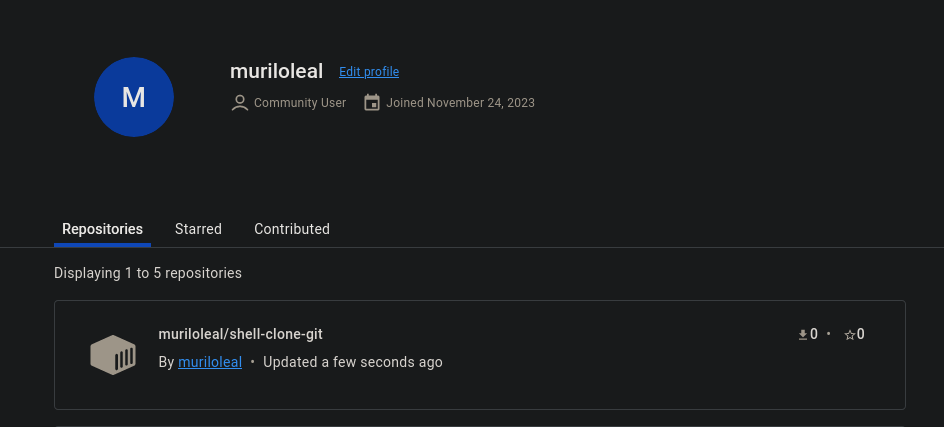 M
muriloleal Edit profile
Community User Joined November 24, 2023
Repositories Starred Contributed
Displaying 1 to 5 repositories
muriloleal/shell-clone-git 0 • 0
By muriloleal • Updated a few seconds ago